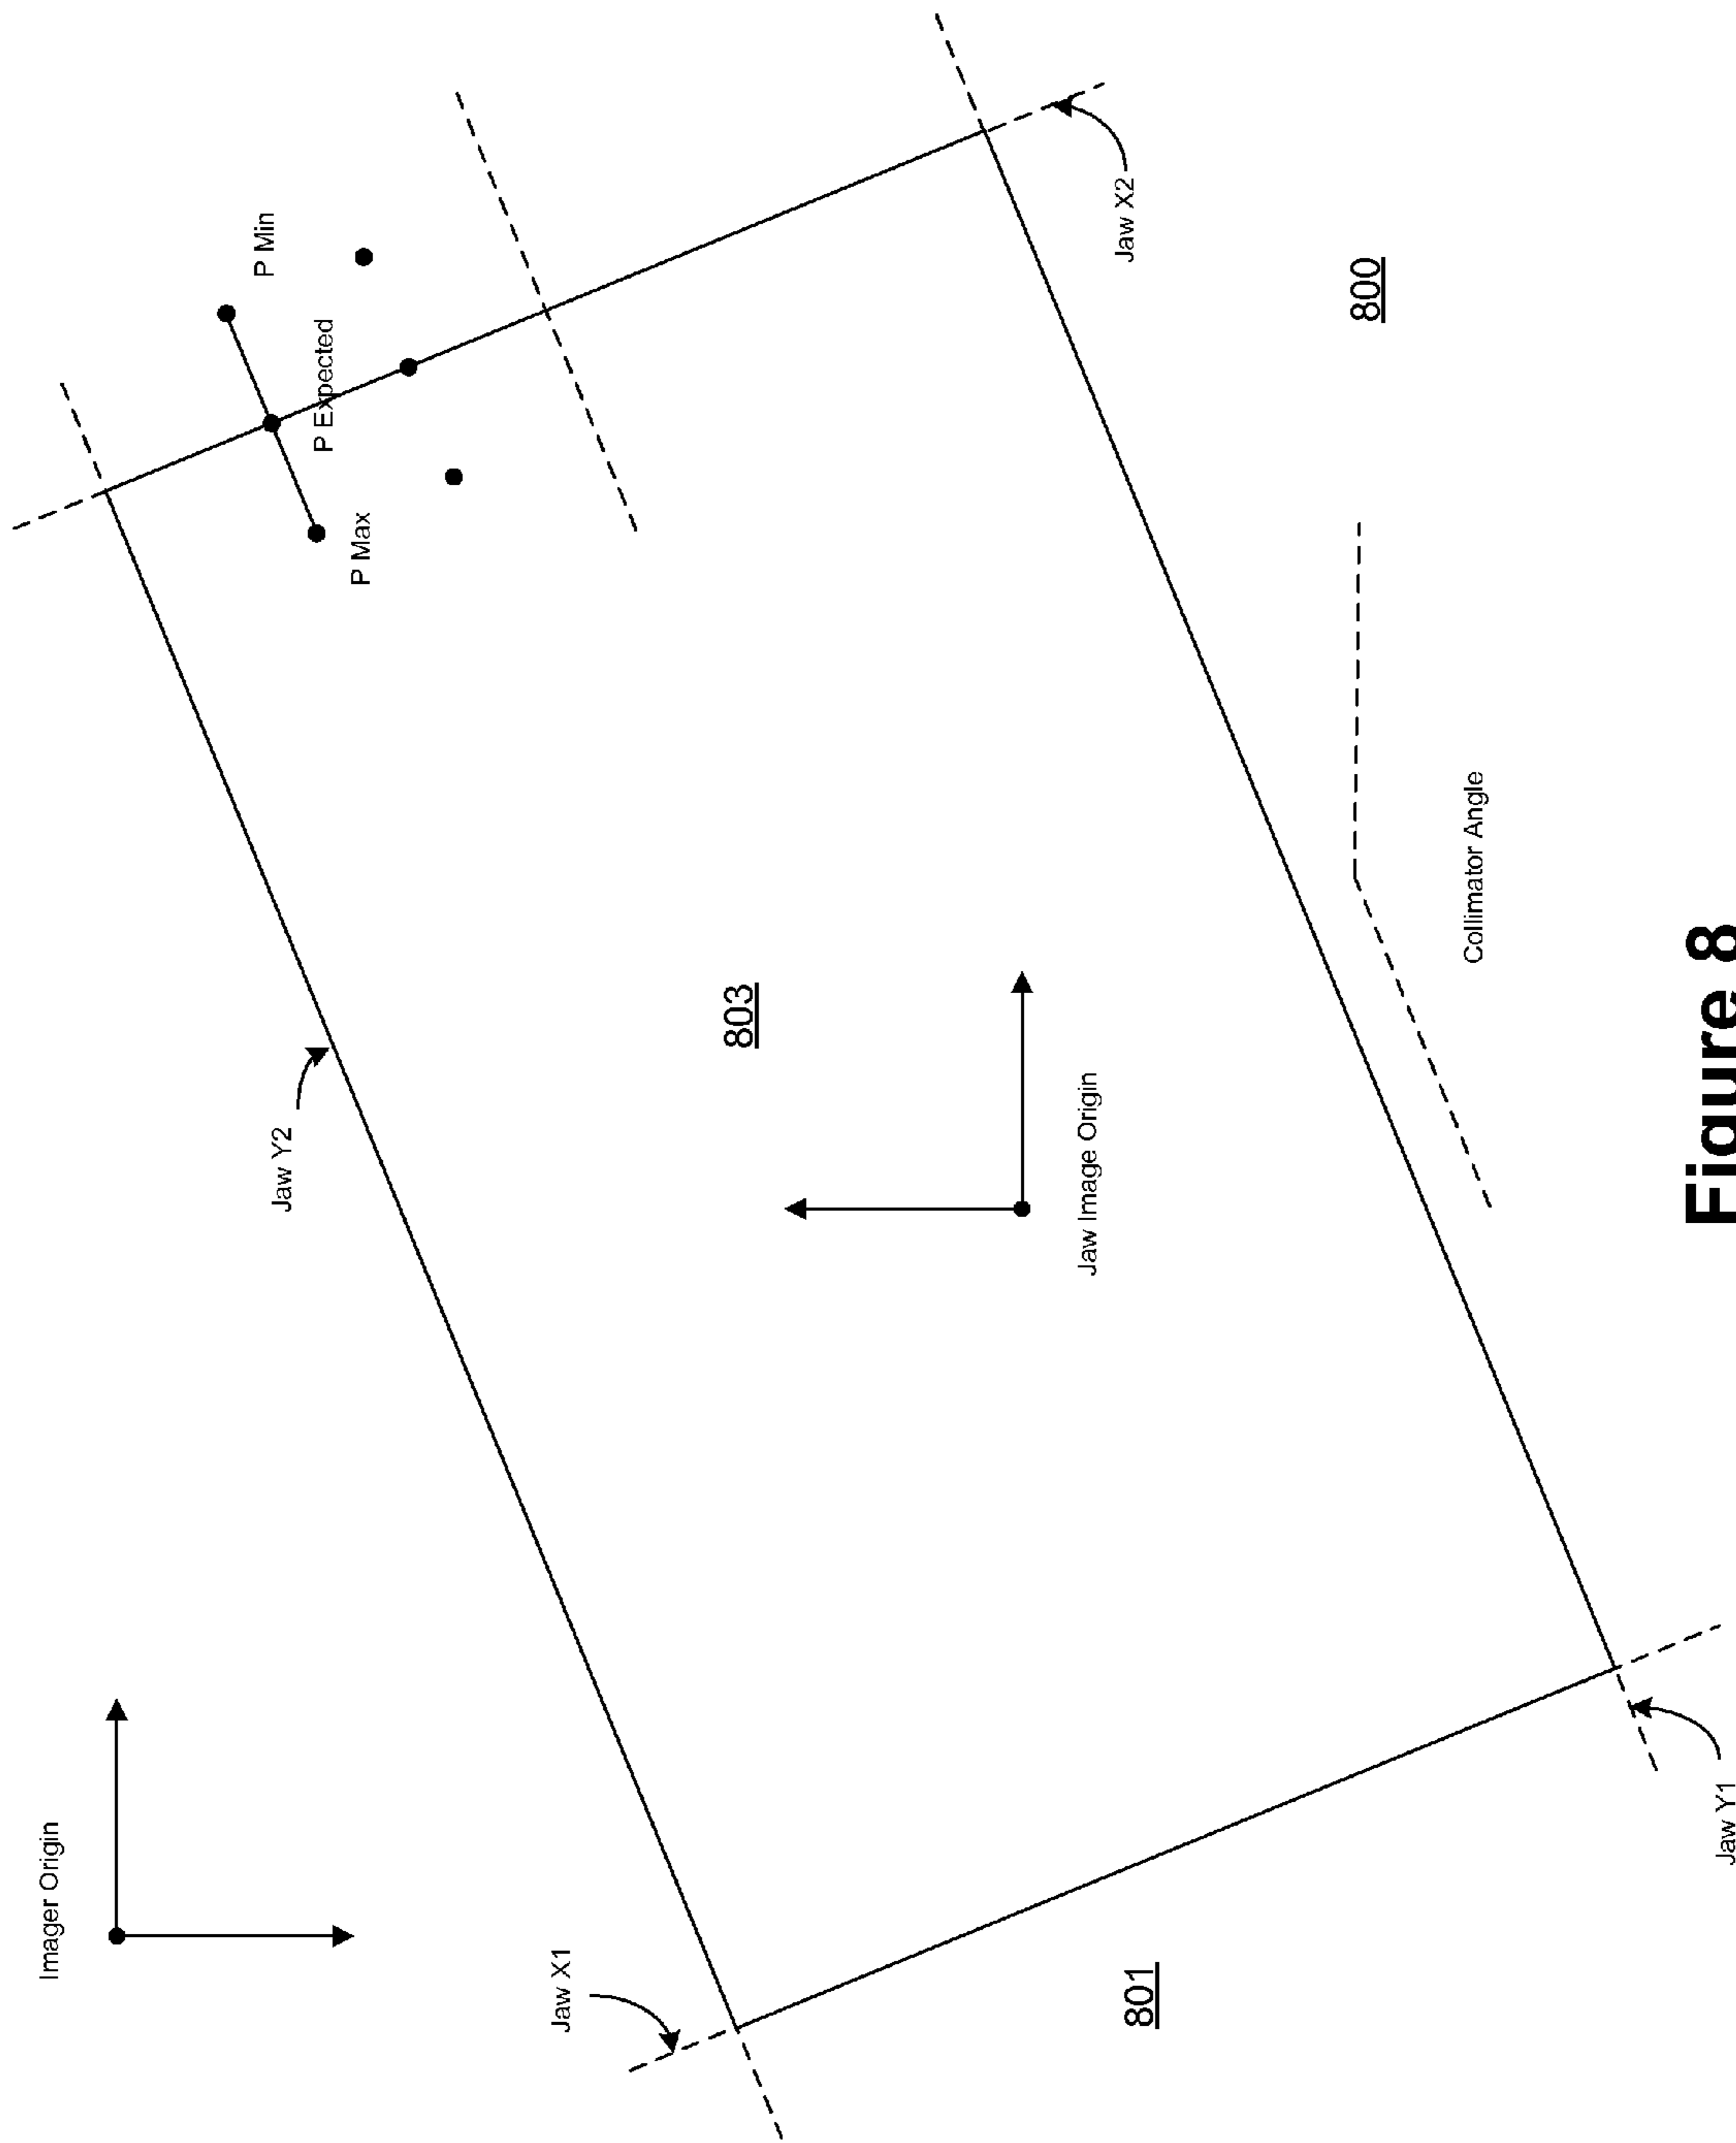 Imager Origin
Jaw X1
801
Jaw Y1
Jaw Y2
803
Jaw Image Origin
Collimator Angle
P Max
P Expected
P Min
Jaw X2
800
Figure 8